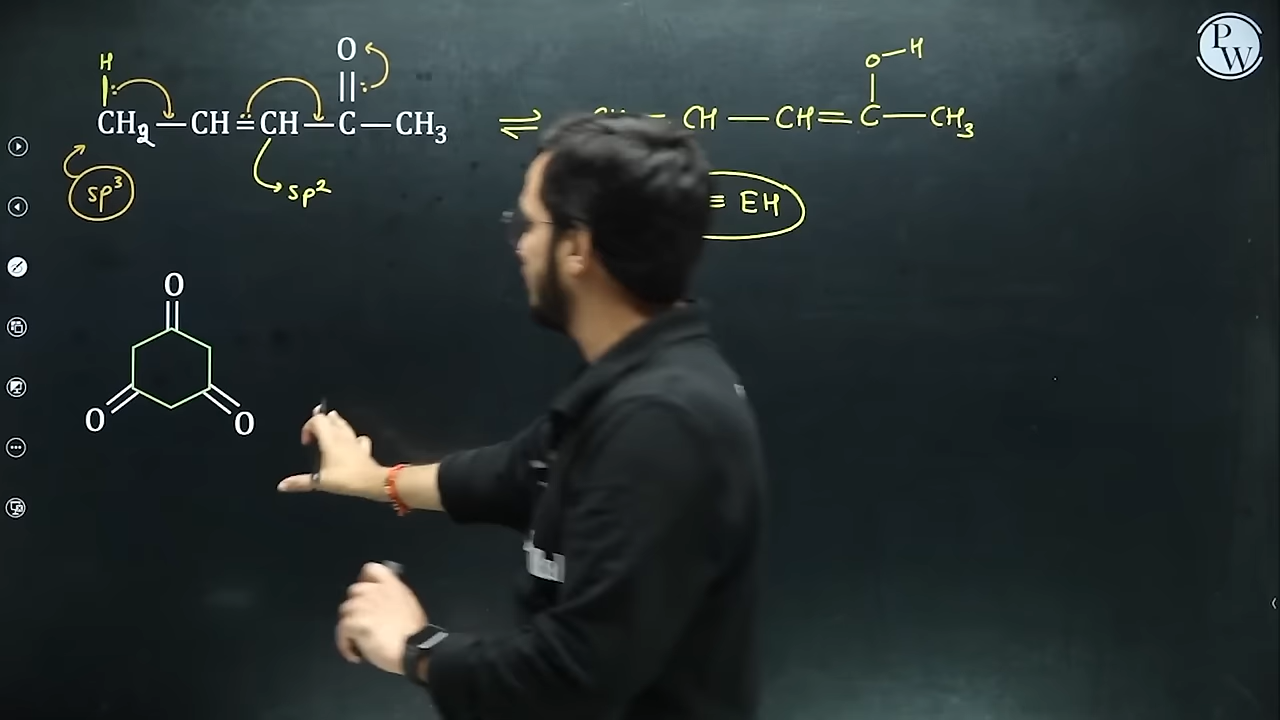 O
H
CH₂—CH=CH—C—CH₃
sp³
sp²
O—H
⇌
CH—CH=C—CH₃
≡ EH
O
O
O
PW